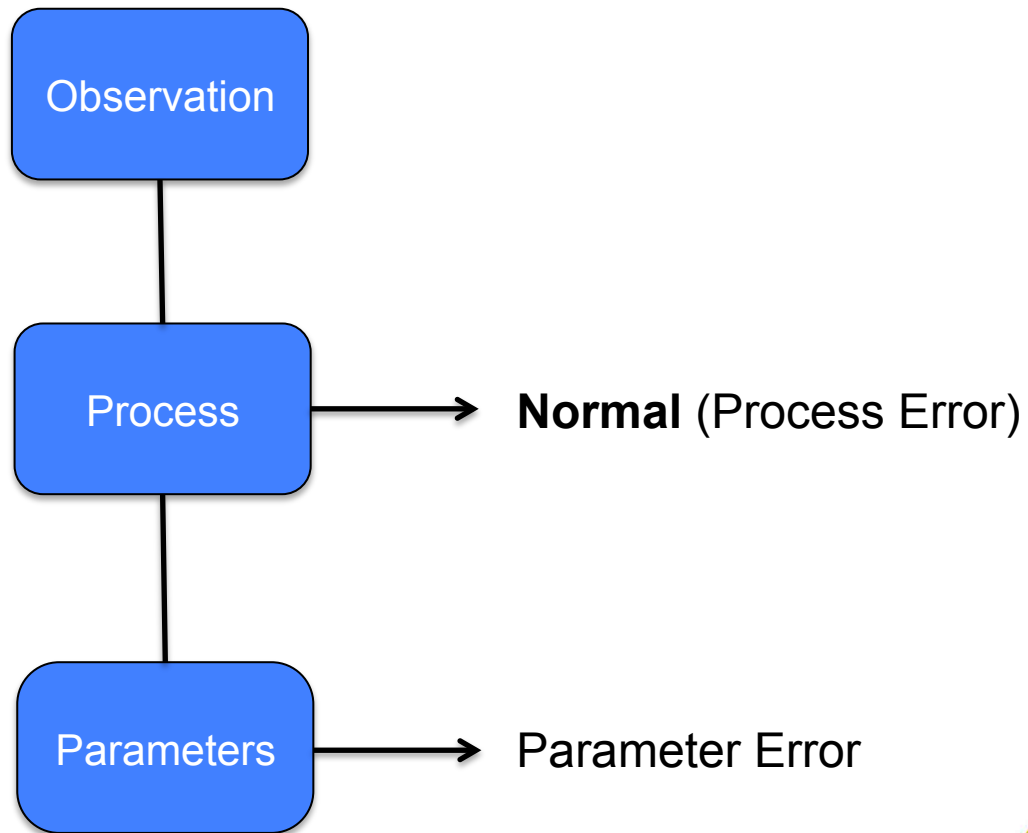 Observation
Process
Normal (Process Error)
Parameters
Parameter Error